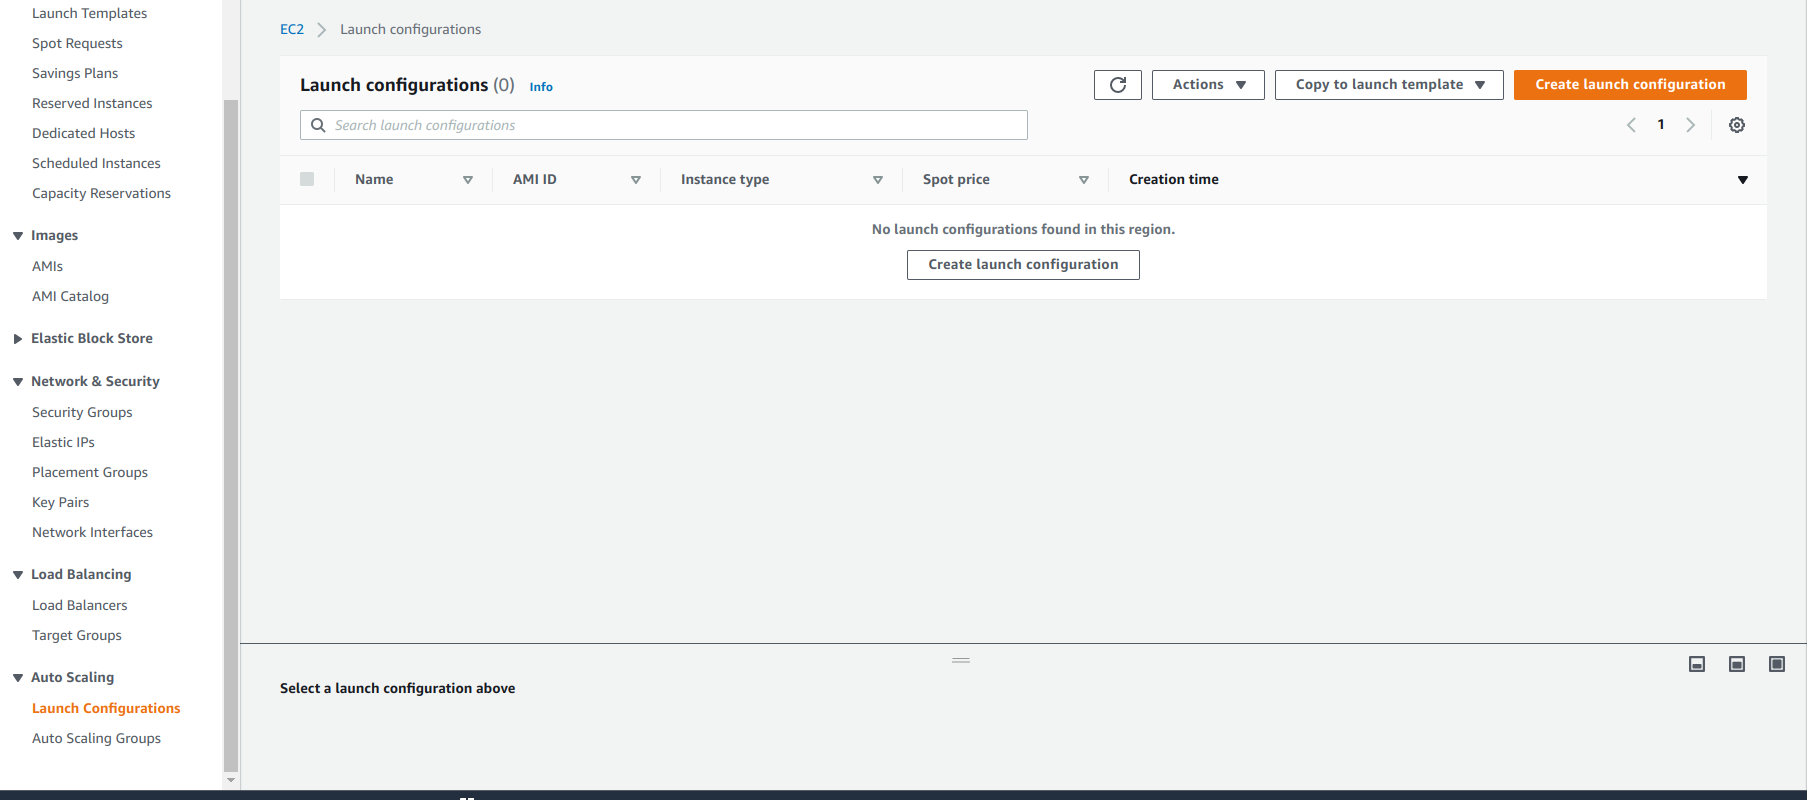 Launch Templates
Spot Requests
Savings Plans
Reserved Instances
Dedicated Hosts
Scheduled Instances
Capacity Reservations
Images
AMIs
AMI Catalog
Elastic Block Store
Network & Security
Security Groups
Elastic IPs
Placement Groups
Key Pairs
Network Interfaces
Load Balancing
Load Balancers
Target Groups
Auto Scaling
Launch Configurations
Auto Scaling Groups
EC2 Launch configurations
Launch configurations (0) Info
Actions Copy to launch template Create launch configuration
Search launch configurations
1
Name AMI ID Instance type Spot price Creation time
No launch configurations found in this region.
Create launch configuration
Select a launch configuration above